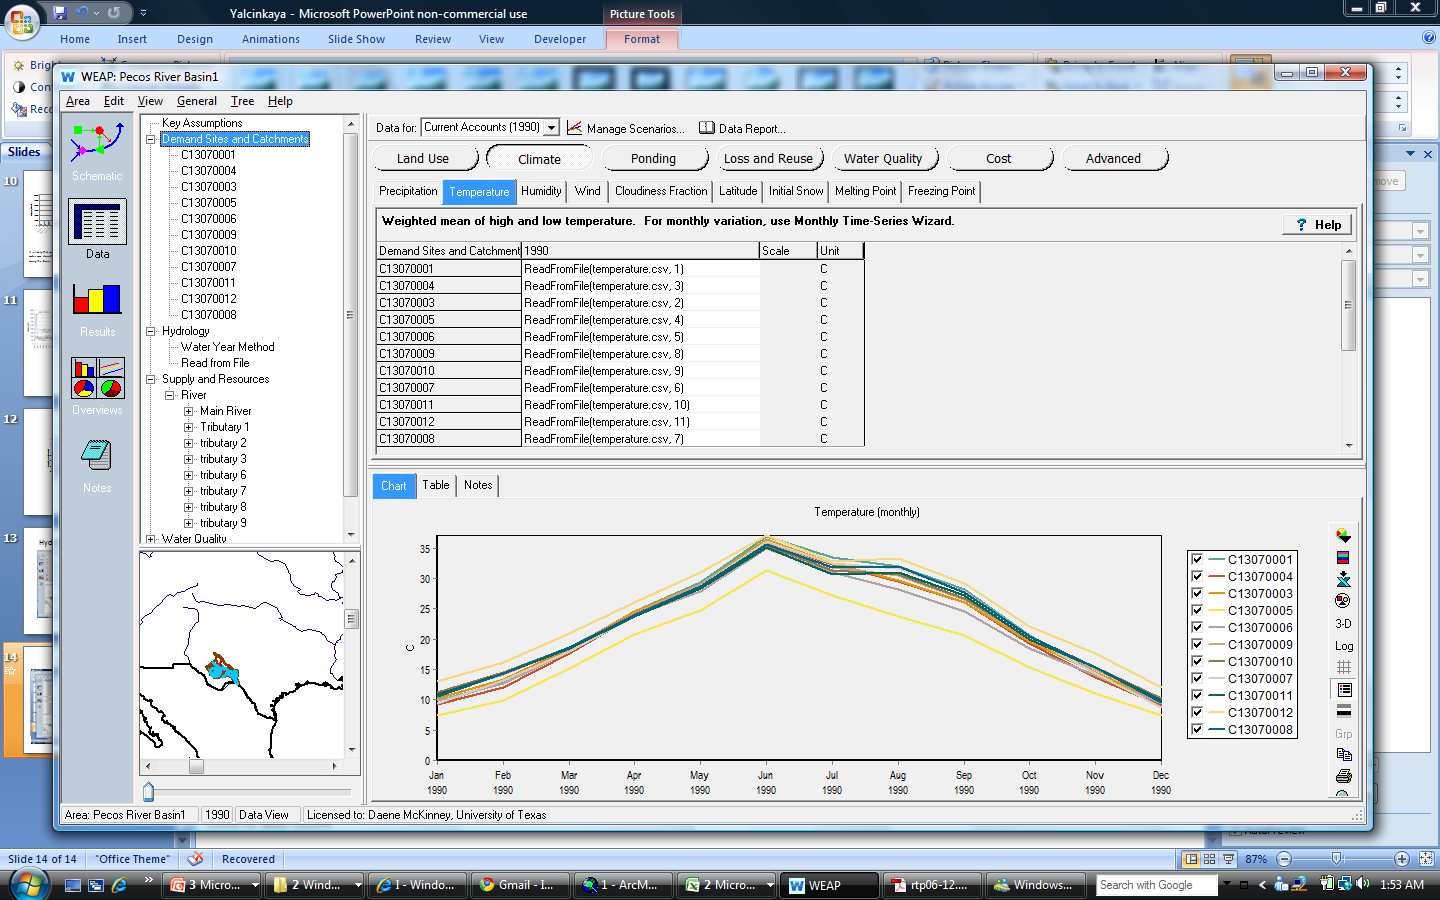 Yalcinkaya - Microsoft PowerPoint non-commercial use
Picture Tools
Home Insert Design Animations Slide Show Review View Developer Format
WEAP: Pecos River Basin1
Area Edit View General Tree Help
Slides
10
11
12
13
14
Schematic
Data
Results
Overviews
Notes
Key Assumptions
Demand Sites and Catchments
C13070001
C13070004
C13070003
C13070005
C13070006
C13070009
C13070010
C13070007
C13070011
C13070012
C13070008
Hydrology
Water Year Method
Read from File
Supply and Resources
River
Main River
Tributary 1
tributary 2
tributary 3
tributary 6
tributary 7
tributary 8
tributary 9
Water Quality
Data for: Current Accounts (1990) Manage Scenarios... Data Report...
Land Use Climate Ponding Loss and Reuse Water Quality Cost Advanced
Precipitation Temperature Humidity Wind Cloudiness Fraction Latitude Initial Snow Melting Point Freezing Point
Weighted mean of high and low temperature. For monthly variation, use Monthly Time-Series Wizard.
? Help
Demand Sites and Catchment 1990 Scale Unit
C13070001 ReadFromFile(temperature.csv, 1) C
C13070004 ReadFromFile(temperature.csv, 3) C
C13070003 ReadFromFile(temperature.csv, 2) C
C13070005 ReadFromFile(temperature.csv, 4) C
C13070006 ReadFromFile(temperature.csv, 5) C
C13070009 ReadFromFile(temperature.csv, 8) C
C13070010 ReadFromFile(temperature.csv, 9) C
C13070007 ReadFromFile(temperature.csv, 6) C
C13070011 ReadFromFile(temperature.csv, 10) C
C13070012 ReadFromFile(temperature.csv, 11) C
C13070008 ReadFromFile(temperature.csv, 7) C
Chart Table Notes
Temperature (monthly)
35
30
25
20
15
10
5
0
C
Jan Feb Mar Apr May Jun Jul Aug Sep Oct Nov Dec
1990 1990 1990 1990 1990 1990 1990 1990 1990 1990 1990 1990
C13070001
C13070004
C13070003
C13070005
C13070006
C13070009
C13070010
C13070007
C13070011
C13070012
C13070008
3-D
Log
Grp
Area: Pecos River Basin1 1990 Data View Licensed to: Daene McKinney, University of Texas
Slide 14 of 14 "Office Theme" Recovered 87%
3 Micro... 2 Wind... I - Windo... Gmail - I... 1 - ArcM... 2 Micro... WEAP rtp06-12.... Windows... Search with Google 1:53 AM